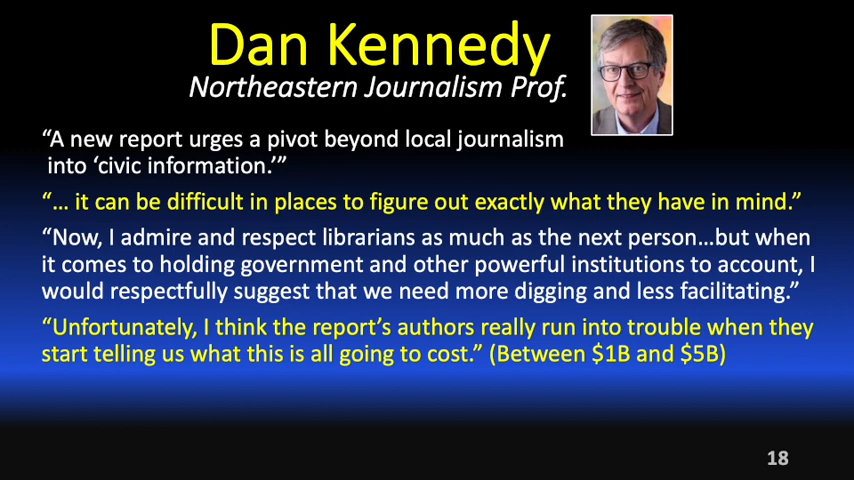 Dan Kennedy
Northeastern Journalism Prof.
“A new report urges a pivot beyond local journalism
into ‘civic information.’”
“… it can be difficult in places to figure out exactly what they have in mind.”
“Now, I admire and respect librarians as much as the next person…but when
it comes to holding government and other powerful institutions to account, I
would respectfully suggest that we need more digging and less facilitating.”
“Unfortunately, I think the report’s authors really run into trouble when they
start telling us what this is all going to cost.” (Between $1B and $5B)
18